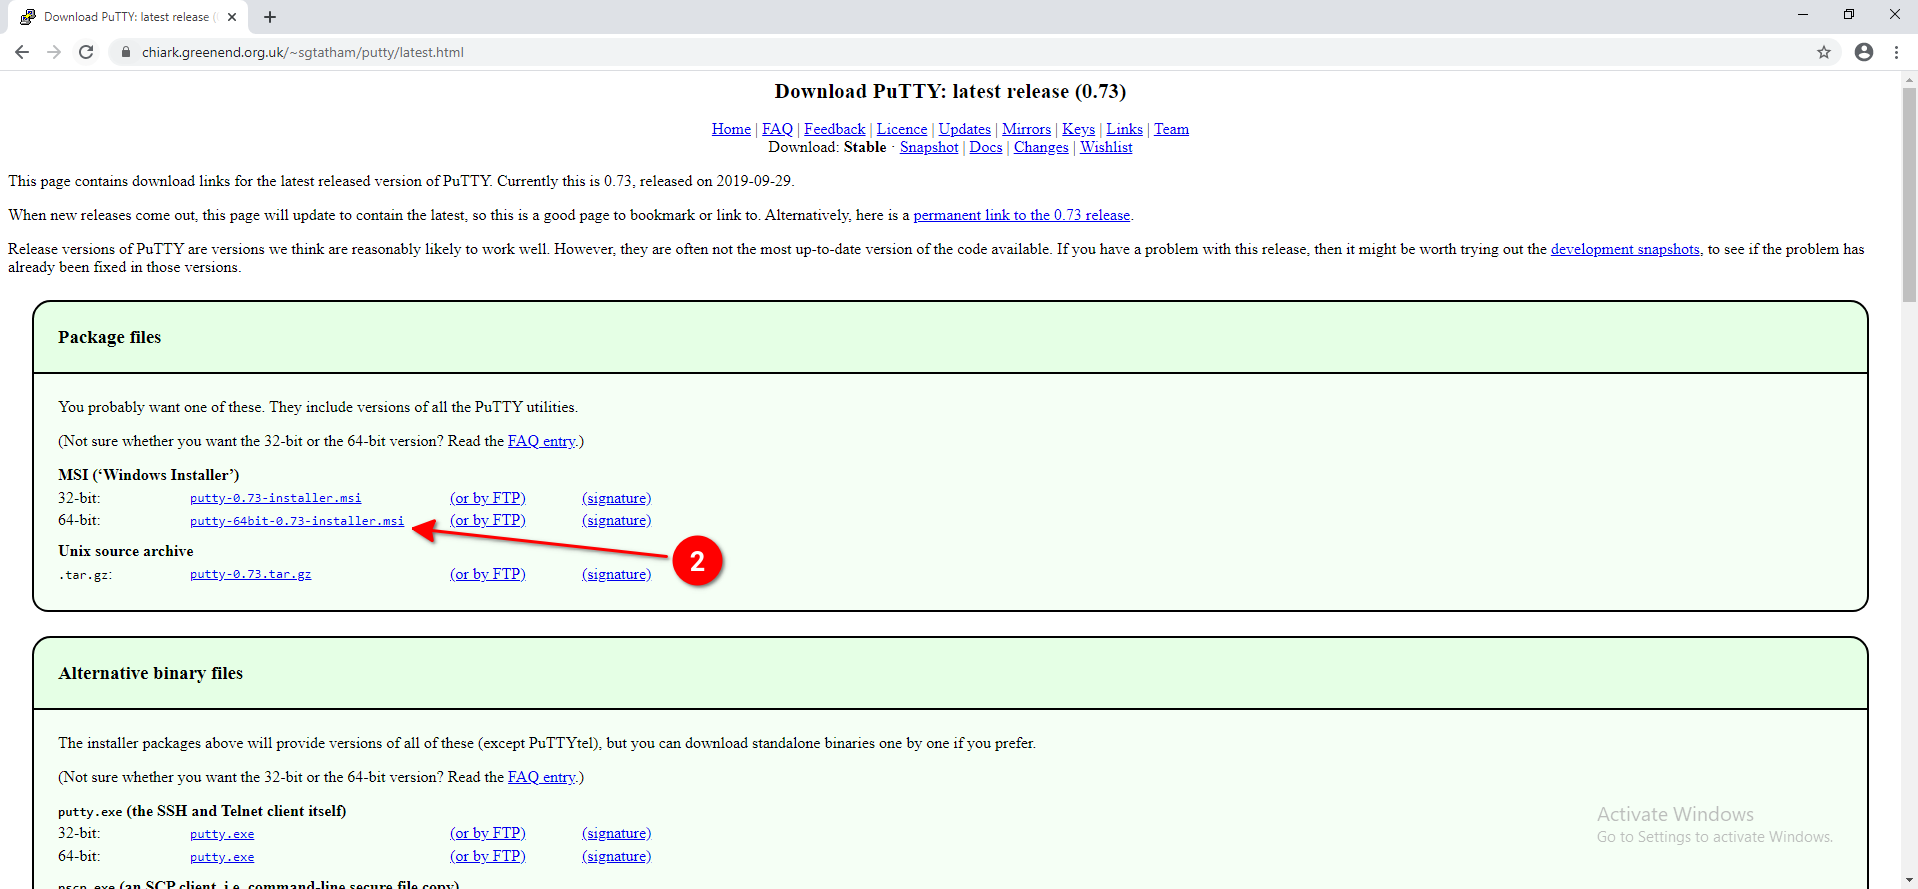 Download PuTTY: latest release (
chiark.greenend.org.uk/~sgtatham/putty/latest.html
Download PuTTY: latest release (0.73)
Home | FAQ | Feedback | Licence | Updates | Mirrors | Keys | Links | Team
Download: Stable · Snapshot | Docs | Changes | Wishlist
This page contains download links for the latest released version of PuTTY. Currently this is 0.73, released on 2019-09-29.
When new releases come out, this page will update to contain the latest, so this is a good page to bookmark or link to. Alternatively, here is a permanent link to the 0.73 release.
Release versions of PuTTY are versions we think are reasonably likely to work well. However, they are often not the most up-to-date version of the code available. If you have a problem with this release, then it might be worth trying out the development snapshots, to see if the problem has
already been fixed in those versions.
Package files
You probably want one of these. They include versions of all the PuTTY utilities.
(Not sure whether you want the 32-bit or the 64-bit version? Read the FAQ entry.)
MSI (‘Windows Installer’)
32-bit: putty-0.73-installer.msi (or by FTP) (signature)
64-bit: putty-64bit-0.73-installer.msi (or by FTP) (signature)
2
Unix source archive
.tar.gz: putty-0.73.tar.gz (or by FTP) (signature)
Alternative binary files
The installer packages above will provide versions of all of these (except PuTTYtel), but you can download standalone binaries one by one if you prefer.
(Not sure whether you want the 32-bit or the 64-bit version? Read the FAQ entry.)
putty.exe (the SSH and Telnet client itself)
32-bit: putty.exe (or by FTP) (signature)
64-bit: putty.exe (or by FTP) (signature)
pscp.exe (an SCP client, i.e. command-line secure file copy)
Activate Windows
Go to Settings to activate Windows.